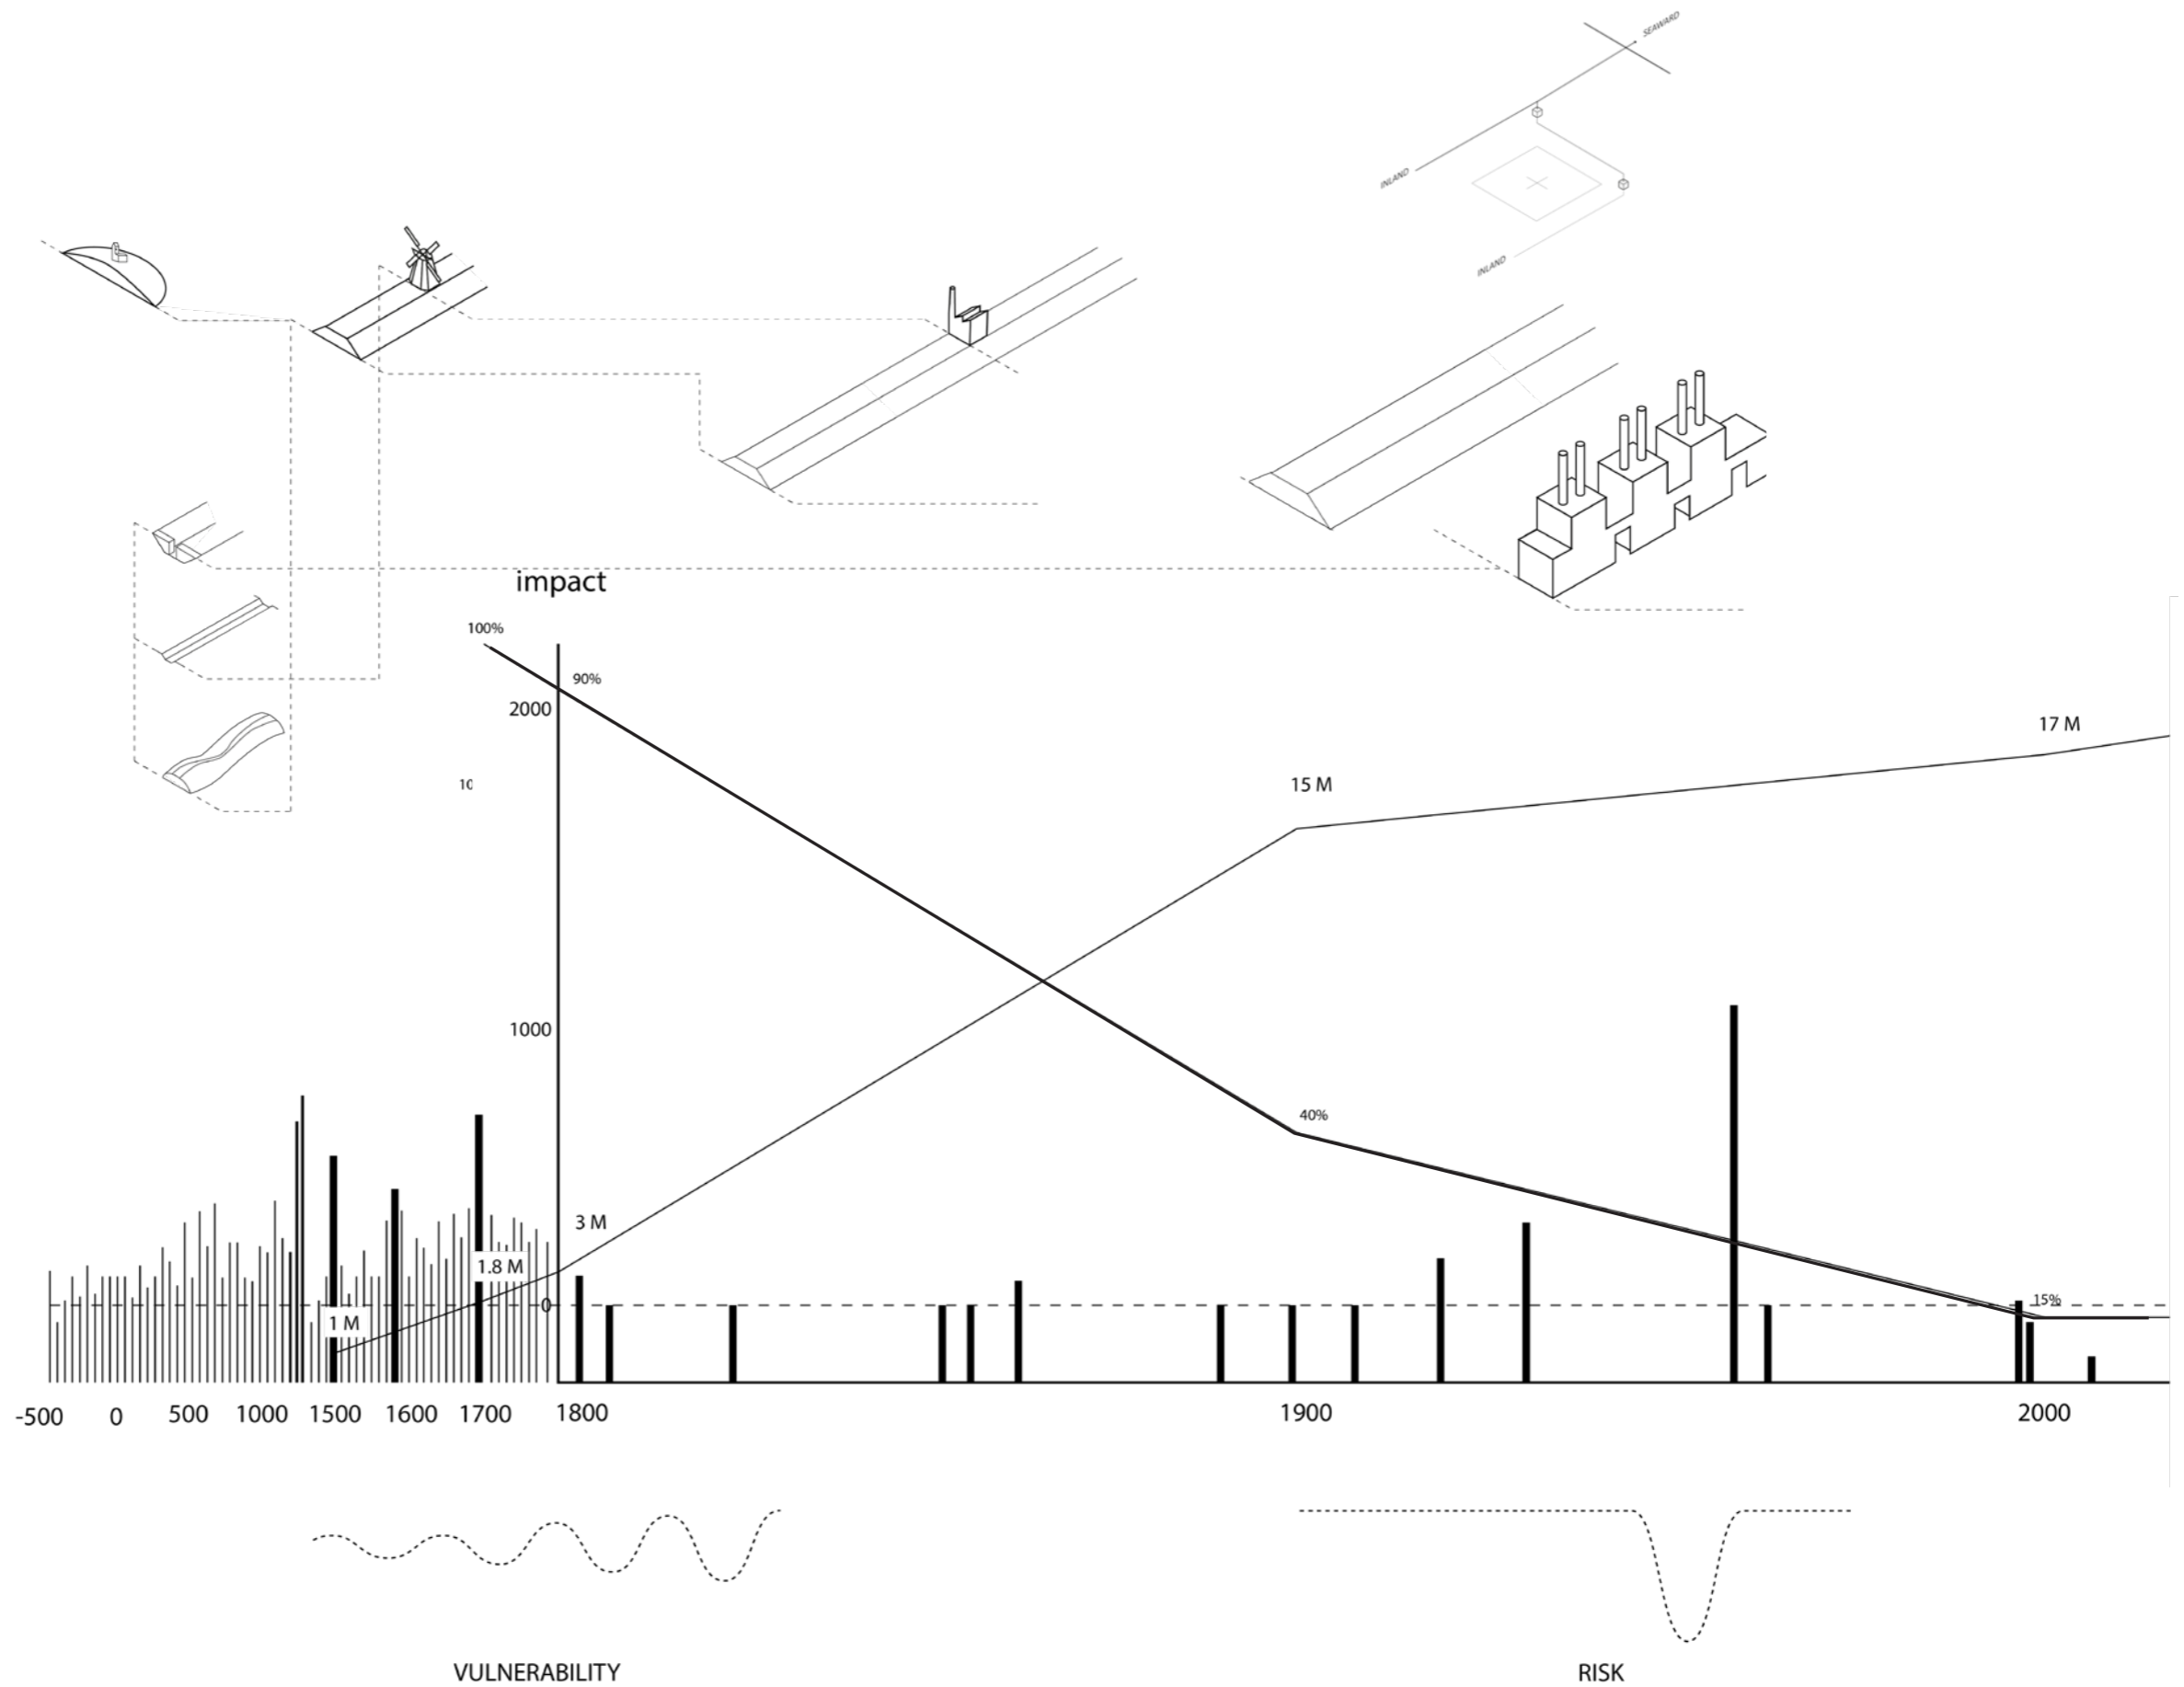 SEAWARD
INLAND
INLAND
impact
100%
90%
2000
17 M
10
15 M
1000
40%
3 M
1.8 M
0
15%
1 M
-500 0 500 1000 1500 1600 1700 1800 1900 2000
VULNERABILITY RISK